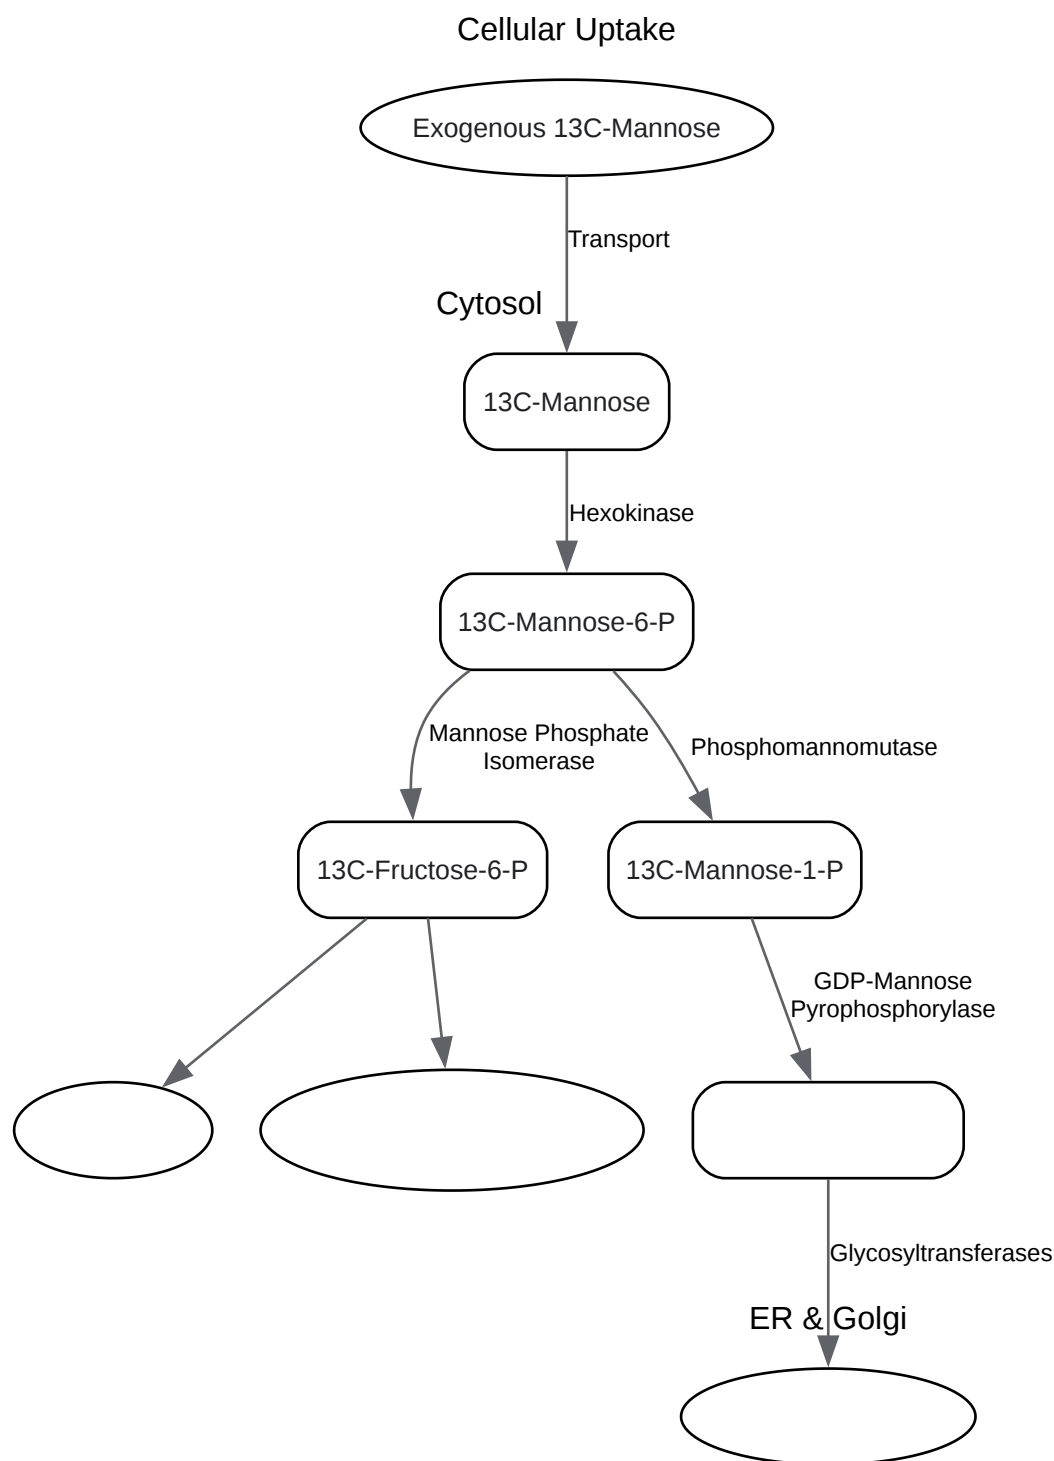 Cellular Uptake
Exogenous 13C-Mannose
Transport
Cytosol
13C-Mannose
Hexokinase
13C-Mannose-6-P
Mannose Phosphate
Isomerase
Phosphomannomutase
13C-Fructose-6-P
13C-Mannose-1-P
GDP-Mannose
Pyrophosphorylase
Glycosyltransferases
ER & Golgi